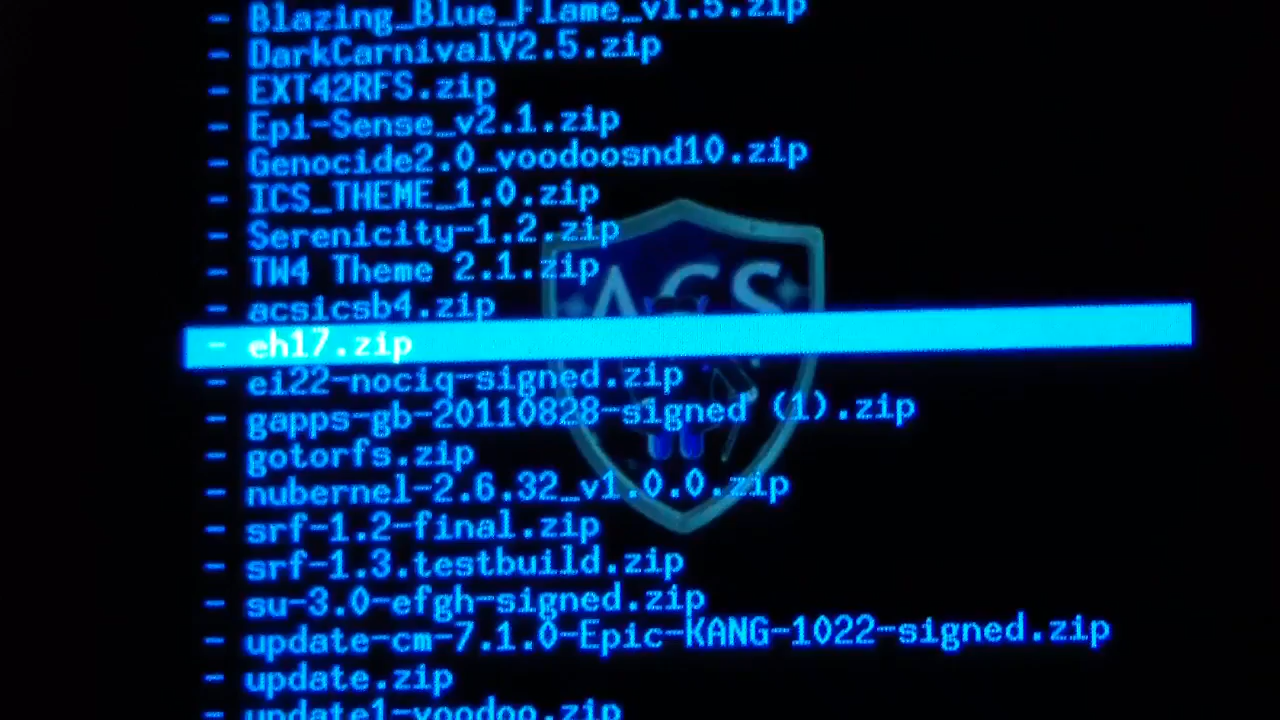 - Blazing_Blue_Flame_v1.5.zip
- DarkCarnivalV2.5.zip
- EXT42RFS.zip
- Epi-Sense_v2.1.zip
- Genocide2.0_voodoosnd10.zip
- ICS_THEME_1.0.zip
- Serenicity-1.2.zip
- TW4 Theme 2.1.zip
ACS
- acsicsb4.zip
- eh17.zip
- ei22-nociq-signed.zip
- gapps-gb-20110828-signed (1).zip
- gotorfs.zip
- nubernel-2.6.32_v1.0.0.zip
- srf-1.2-final.zip
- srf-1.3.testbuild.zip
- su-3.0-efgh-signed.zip
- update-cm-7.1.0-Epic-KANG-1022-signed.zip
- update.zip
- update1-voodoo.zip